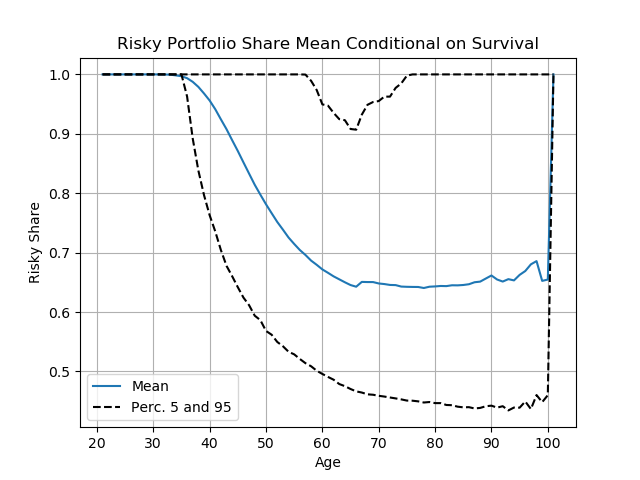 Risky Portfolio Share Mean Conditional on Survival
Risky Share
1.0
0.9
0.8
0.7
0.6
0.5
Mean
Perc. 5 and 95
20 30 40 50 60 70 80 90 100
Age